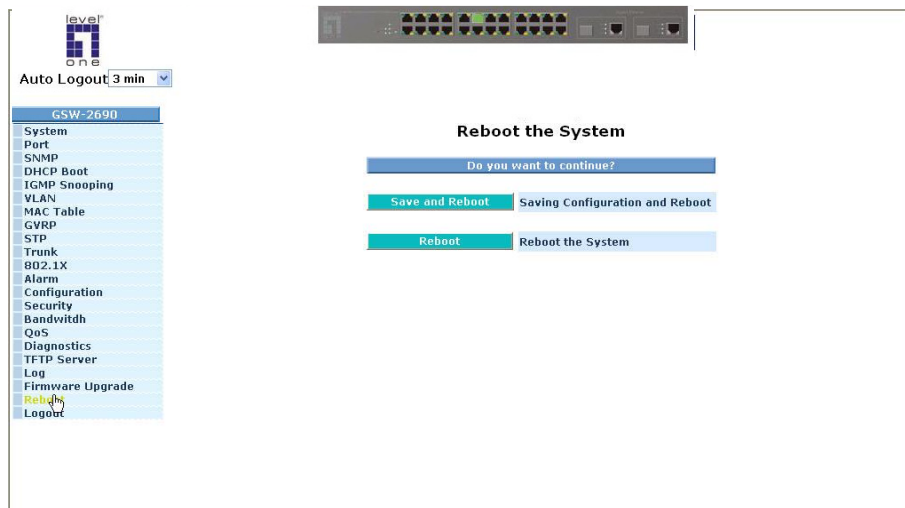 level
one
Auto Logout 3 min
GSW-2690
System
Port
SNMP
DHCP Boot
IGMP Snooping
VLAN
MAC Table
GVRP
STP
Trunk
802.1X
Alarm
Configuration
Security
Bandwitdh
QoS
Diagnostics
TFTP Server
Log
Firmware Upgrade
Reboot
Logout
Reboot the System
Do you want to continue?
Save and Reboot Saving Configuration and Reboot
Reboot Reboot the System